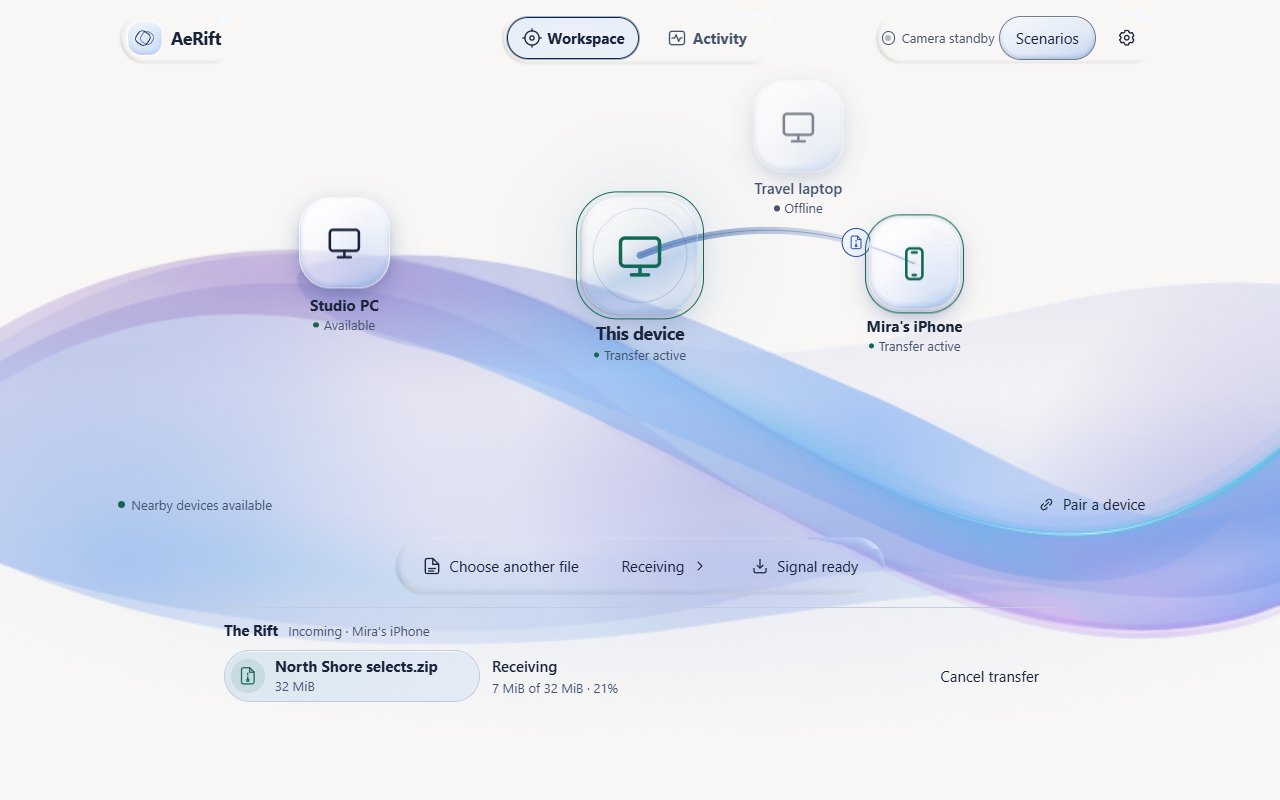 AeRift
Workspace
Activity
Camera standby
Scenarios
Travel laptop
Offline
Studio PC
Available
This device
Transfer active
Mira's iPhone
Transfer active
Nearby devices available
Pair a device
Choose another file
Receiving
Signal ready
The Rift Incoming · Mira's iPhone
North Shore selects.zip
32 MiB
Receiving
7 MiB of 32 MiB · 21%
Cancel transfer